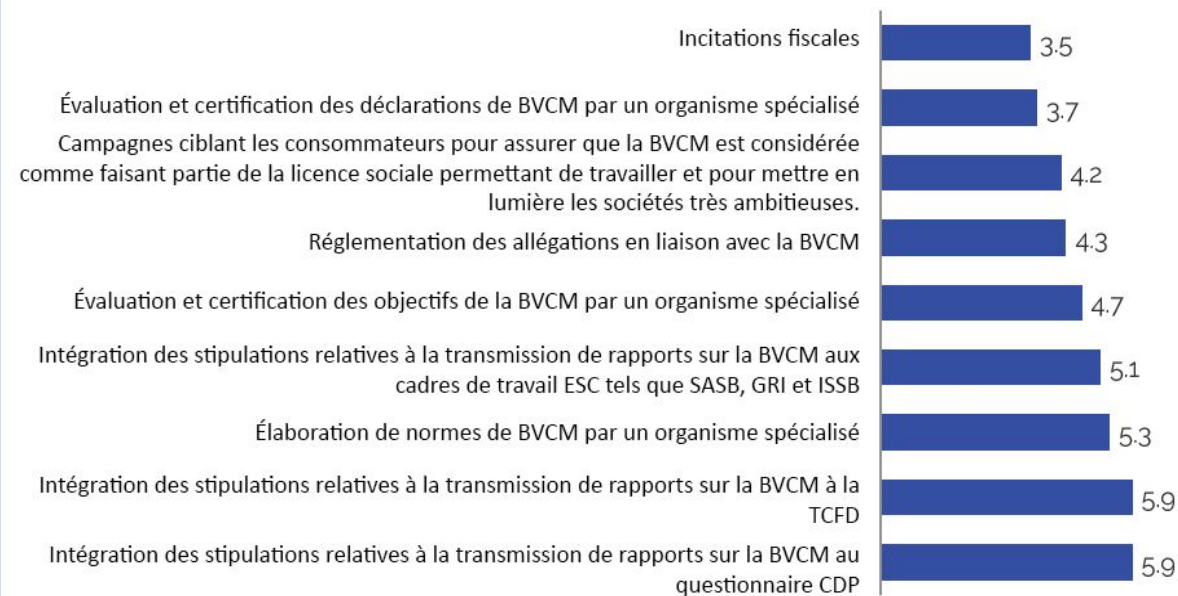 Incitations fiscales
3.5
Évaluation et certification des déclarations de BVCM par un organisme spécialisé
3.7
Campagnes ciblant les consommateurs pour assurer que la BVCM est considérée
comme faisant partie de la licence sociale permettant de travailler et pour mettre en
lumière les sociétés très ambitieuses.
4.2
Réglementation des allégations en liaison avec la BVCM
4.3
Évaluation et certification des objectifs de la BVCM par un organisme spécialisé
4.7
Intégration des stipulations relatives à la transmission de rapports sur la BVCM aux
cadres de travail ESC tels que SASB, GRI et ISSB
5.1
Élaboration de normes de BVCM par un organisme spécialisé
5.3
Intégration des stipulations relatives à la transmission de rapports sur la BVCM à la
TCFD
5.9
Intégration des stipulations relatives à la transmission de rapports sur la BVCM au
questionnaire CDP
5.9